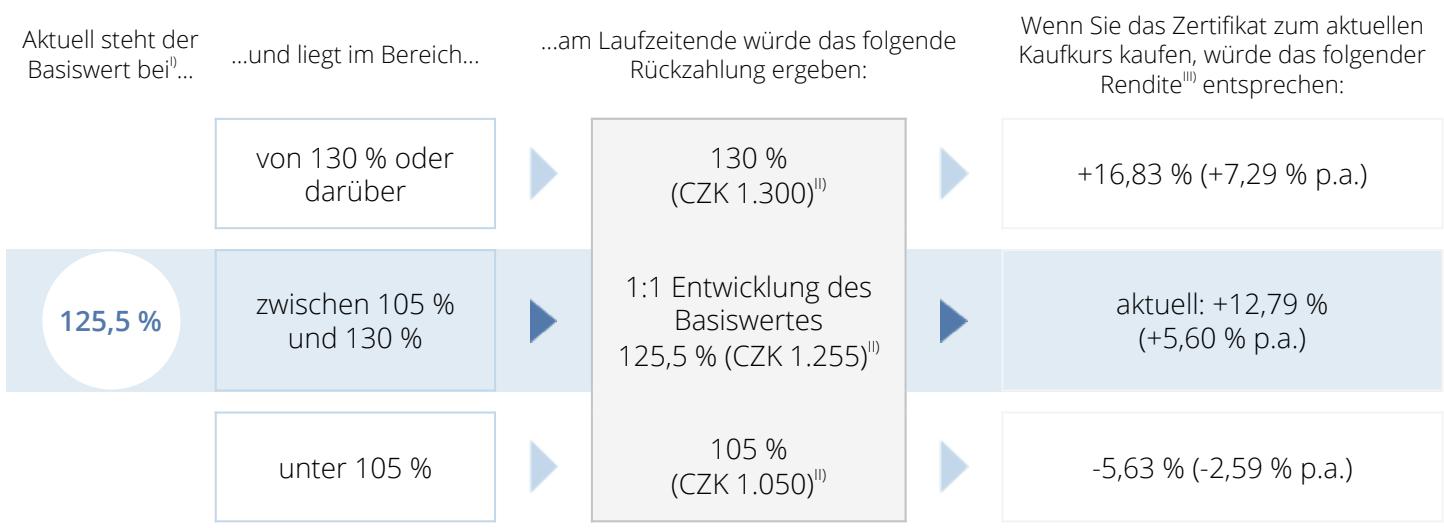 Aktuell steht der
Basiswert bei I)...
...und liegt im Bereich...
...am Laufzeitende würde das folgende
Rückzahlung ergeben:
Wenn Sie das Zertifikat zum aktuellen
Kaufkurs kaufen, würde das folgender
Rendite III) entsprechen:
von 130 % oder
darüber
130 %
(CZK 1.300) II)
+16,83 % (+7,29 % p.a.)
125,5 %
zwischen 105 %
und 130 %
1:1 Entwicklung des
Basiswertes
125,5 % (CZK 1.255) II)
aktuell: +12,79 %
(+5,60 % p.a.)
unter 105 %
105 %
(CZK 1.050) II)
-5,63 % (-2,59 % p.a.)